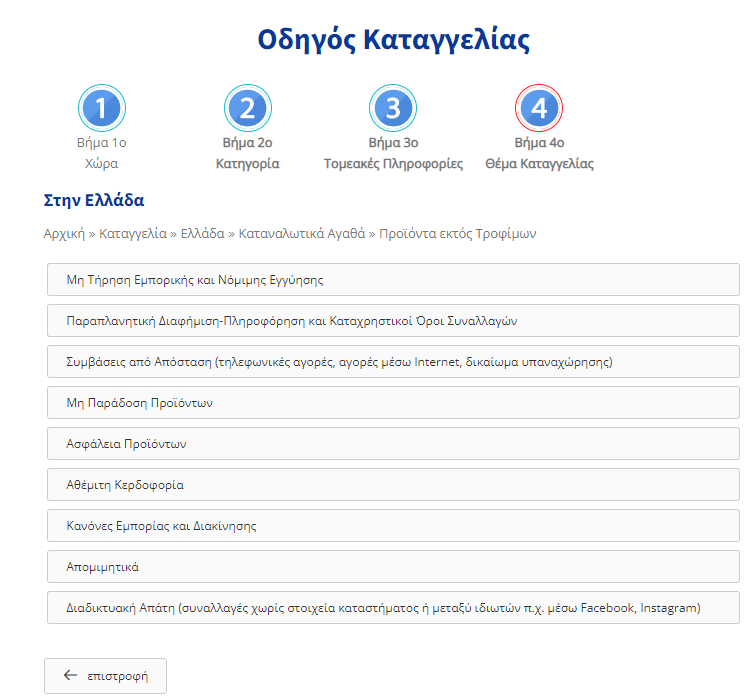 Οδηγός Καταγγελίας
1 2 3 4
Βήμα 1ο Βήμα 2ο Βήμα 3ο Βήμα 4ο
Χώρα Κατηγορία Τομεακές Πληροφορίες Θέμα Καταγγελίας
Στην Ελλάδα
Αρχική » Καταγγελία » Ελλάδα » Καταναλωτικά Αγαθά » Προϊόντα εκτός Τροφίμων
Μη Τήρηση Εμπορικής και Νόμιμης Εγγύησης
Παραπλανητική Διαφήμιση-Πληροφόρηση και Καταχρηστικοί Όροι Συναλλαγών
Συμβάσεις από Απόσταση (τηλεφωνικές αγορές, αγορές μέσω Internet, δικαίωμα υπαναχώρησης)
Μη Παράδοση Προϊόντων
Ασφάλεια Προϊόντων
Αθέμιτη Κερδοφορία
Κανόνες Εμπορίας και Διακίνησης
Απομιμητικά
Διαδικτυακή Απάτη (συναλλαγές χωρίς στοιχεία καταστήματος ή μεταξύ ιδιωτών π.χ. μέσω Facebook, Instagram)
← επιστροφή